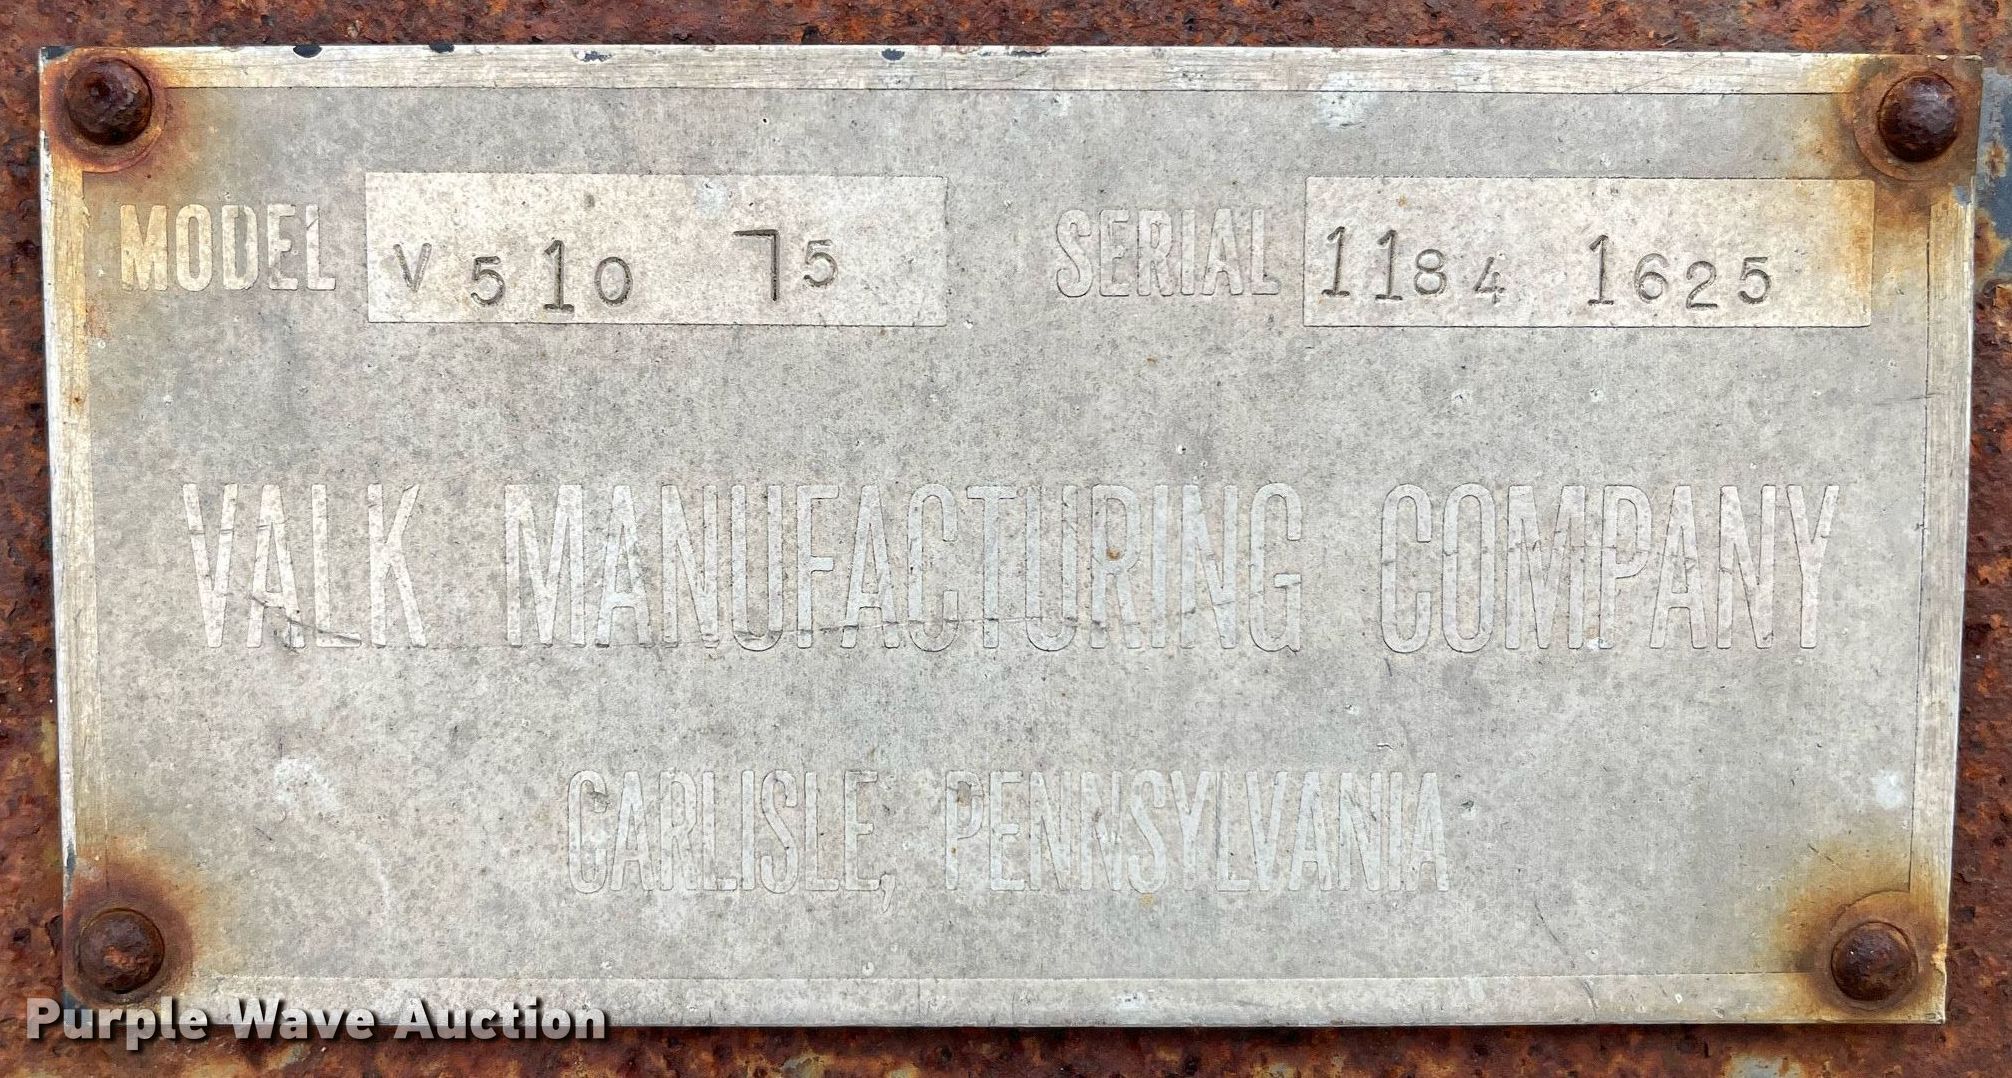 MODEL V 510 75 SERIAL 1184 1625
VALK MANUFACTURING COMPANY
CARLISLE, PENNSYLVANIA
Purple Wave Auction